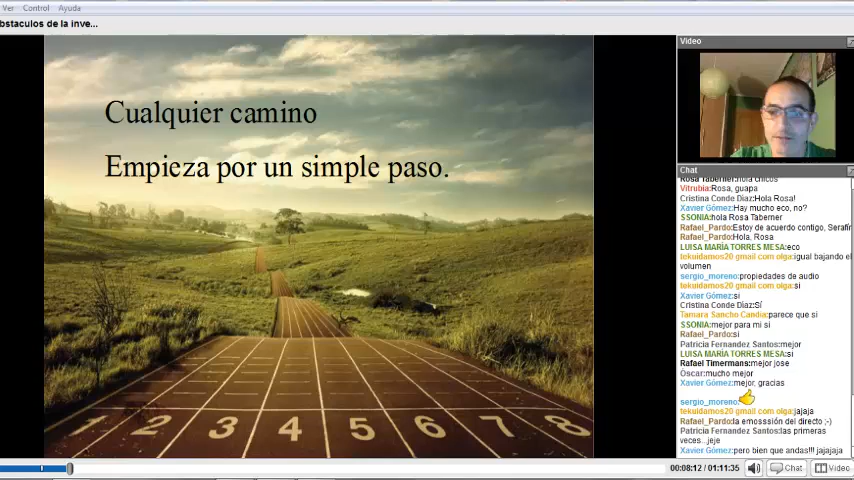 Ver Control Ayuda
bstaculos de la inve...
Cualquier camino
Empieza por un simple paso.
1 2 3 4 5 6 7 8
Video
Chat
Rosa Taberner:hola chicos
Vitrubia:Rosa, guapa
Cristina Conde Diaz:Hola Rosa!
Xavier Gómez:Hay mucho eco, no?
SSONIA:hola Rosa Taberner
Rafael_Pardo:Estoy de acuerdo contigo, Serafín
Rafael_Pardo:Hola, Rosa
LUISA MARÍA TORRES MESA:eco
tekuidamos20 gmail com olga:igual bajando el
volumen
sergio_moreno:propiedades de audio
tekuidamos20 gmail com olga:si
Xavier Gómez:si
Cristina Conde Díaz:Sí
Tamara Sancho Candia:parece que si
SSONIA:mejor para mi si
Rafael_Pardo:si
Patricia Fernandez Santos:mejor
LUISA MARÍA TORRES MESA:si
Rafael Timermans:mejor jose
Óscar:mucho mejor
Xavier Gómez:mejor, gracias
sergio_moreno:
tekuidamos20 gmail com olga:jajaja
Rafael_Pardo:la emosssión del directo ;-)
Patricia Fernandez Santos:las primeras
veces...jeje
Xavier Gómez:pero bien que andas!!! jajajaja
00:08:12 / 01:11:35 Chat Video